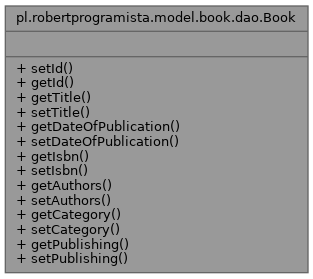 pl.robertprogramista.model.book.dao.Book
+ setId()
+ getId()
+ getTitle()
+ setTitle()
+ getDateOfPublication()
+ setDateOfPublication()
+ getIsbn()
+ setIsbn()
+ getAuthors()
+ setAuthors()
+ getCategory()
+ setCategory()
+ getPublishing()
+ setPublishing()